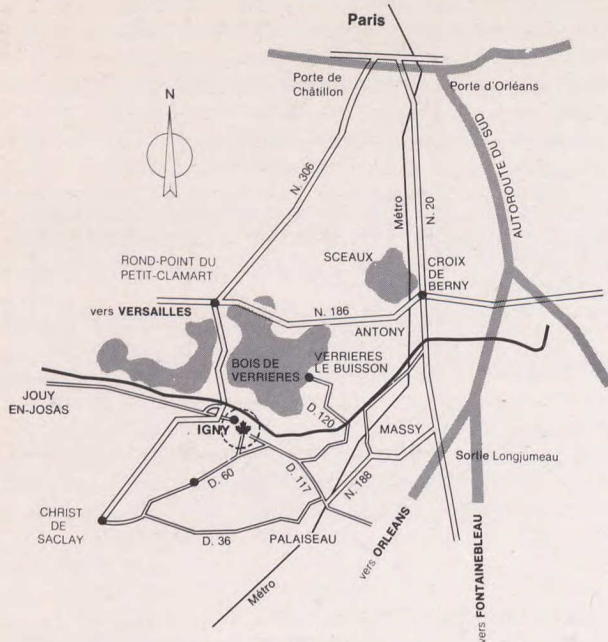 Paris
Porte de
Châtillon
Porte d'Orléans
N
N. 306
AUTOROUTE DU SUD
Métro
N. 20
ROND-POINT DU
PETIT-CLAMART
SCEAUX
CROIX
DE
BERNY
vers VERSAILLES
N. 186
ANTONY
BOIS DE
VERRIERES
VERRIERES
LE BUISSON
JOUY
EN-JOSAS
IGNY
D. 120
MASSY
D. 60
D. 117
N. 188
Sortie Longjumeau
CHRIST
DE
SACLAY
D. 36
PALAISEAU
vers ORLEANS
vers FONTAINEBLEAU
Métro